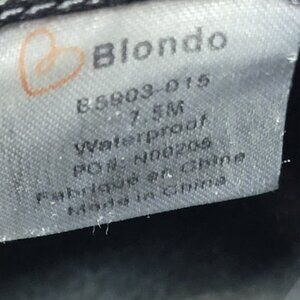 Blondo
B5903-015
7.5M
Waterproof
PO#: N00205
Fabriqué en Chine
Made in China